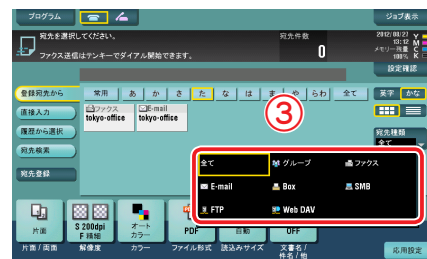 プログラム
ジョブ表示
宛先を選択してください。
ファクス送信はテンキーでダイアル開始できます。
宛先件数
0
2012/08/27
13:12
メモリー残量
100%
Y
M
C
K
設定確認
登録宛先から
常用 あ か さ た な は ま や らわ 全て
英字 かな
直接入力
履歴から選択
宛先検索
宛先登録
ファクス
tokyo-office
E-mail
tokyo-office
③
宛先種類
全て
全て グループ ファクス
E-mail Box SMB
FTP Web DAV
片面
S 200dpi
F 精細
オート
カラー
PDF
自動
OFF
片面/両面 解像度 カラー ファイル形式 読込みサイズ 文書名/
件名/他
応用設定